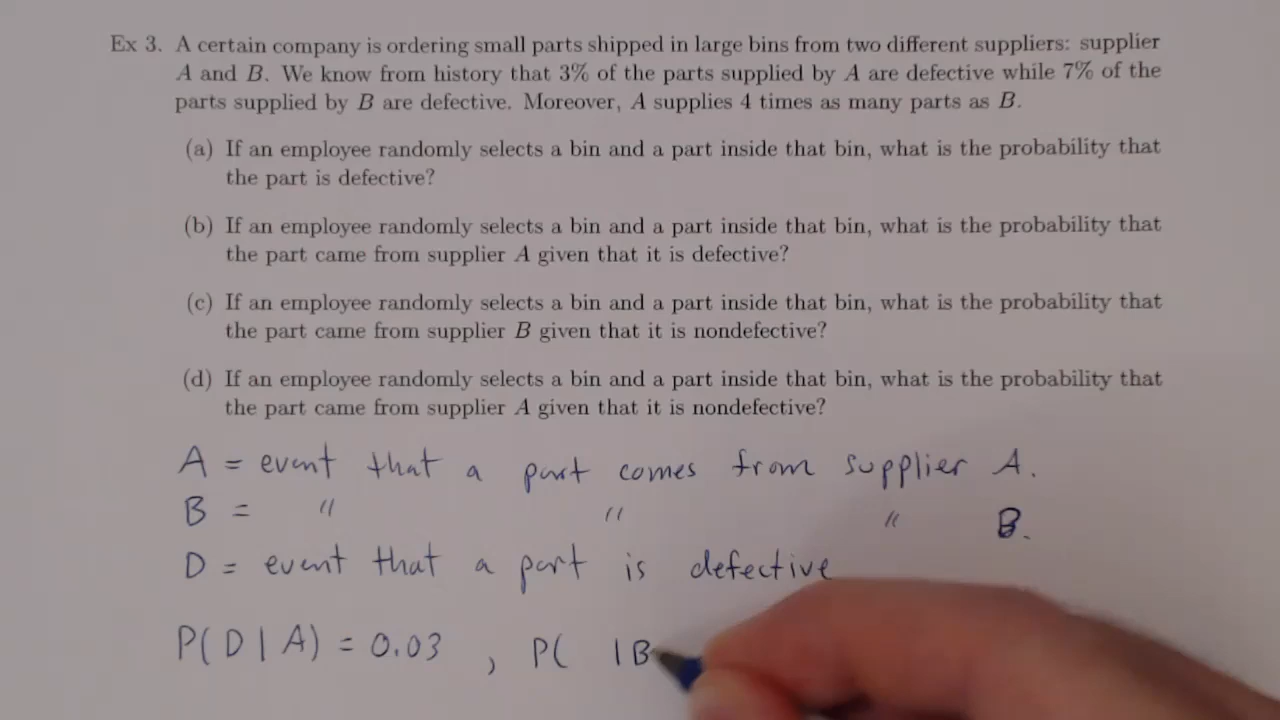 Ex 3. A certain company is ordering small parts shipped in large bins from two different suppliers: supplier
A and B. We know from history that 3% of the parts supplied by A are defective while 7% of the
parts supplied by B are defective. Moreover, A supplies 4 times as many parts as B.
(a) If an employee randomly selects a bin and a part inside that bin, what is the probability that
the part is defective?
(b) If an employee randomly selects a bin and a part inside that bin, what is the probability that
the part came from supplier A given that it is defective?
(c) If an employee randomly selects a bin and a part inside that bin, what is the probability that
the part came from supplier B given that it is nondefective?
(d) If an employee randomly selects a bin and a part inside that bin, what is the probability that
the part came from supplier A given that it is nondefective?
A = event that a part comes from supplier A.
B = " " " B.
D = event that a part is defective
P(D|A) = 0.03 , P( |B